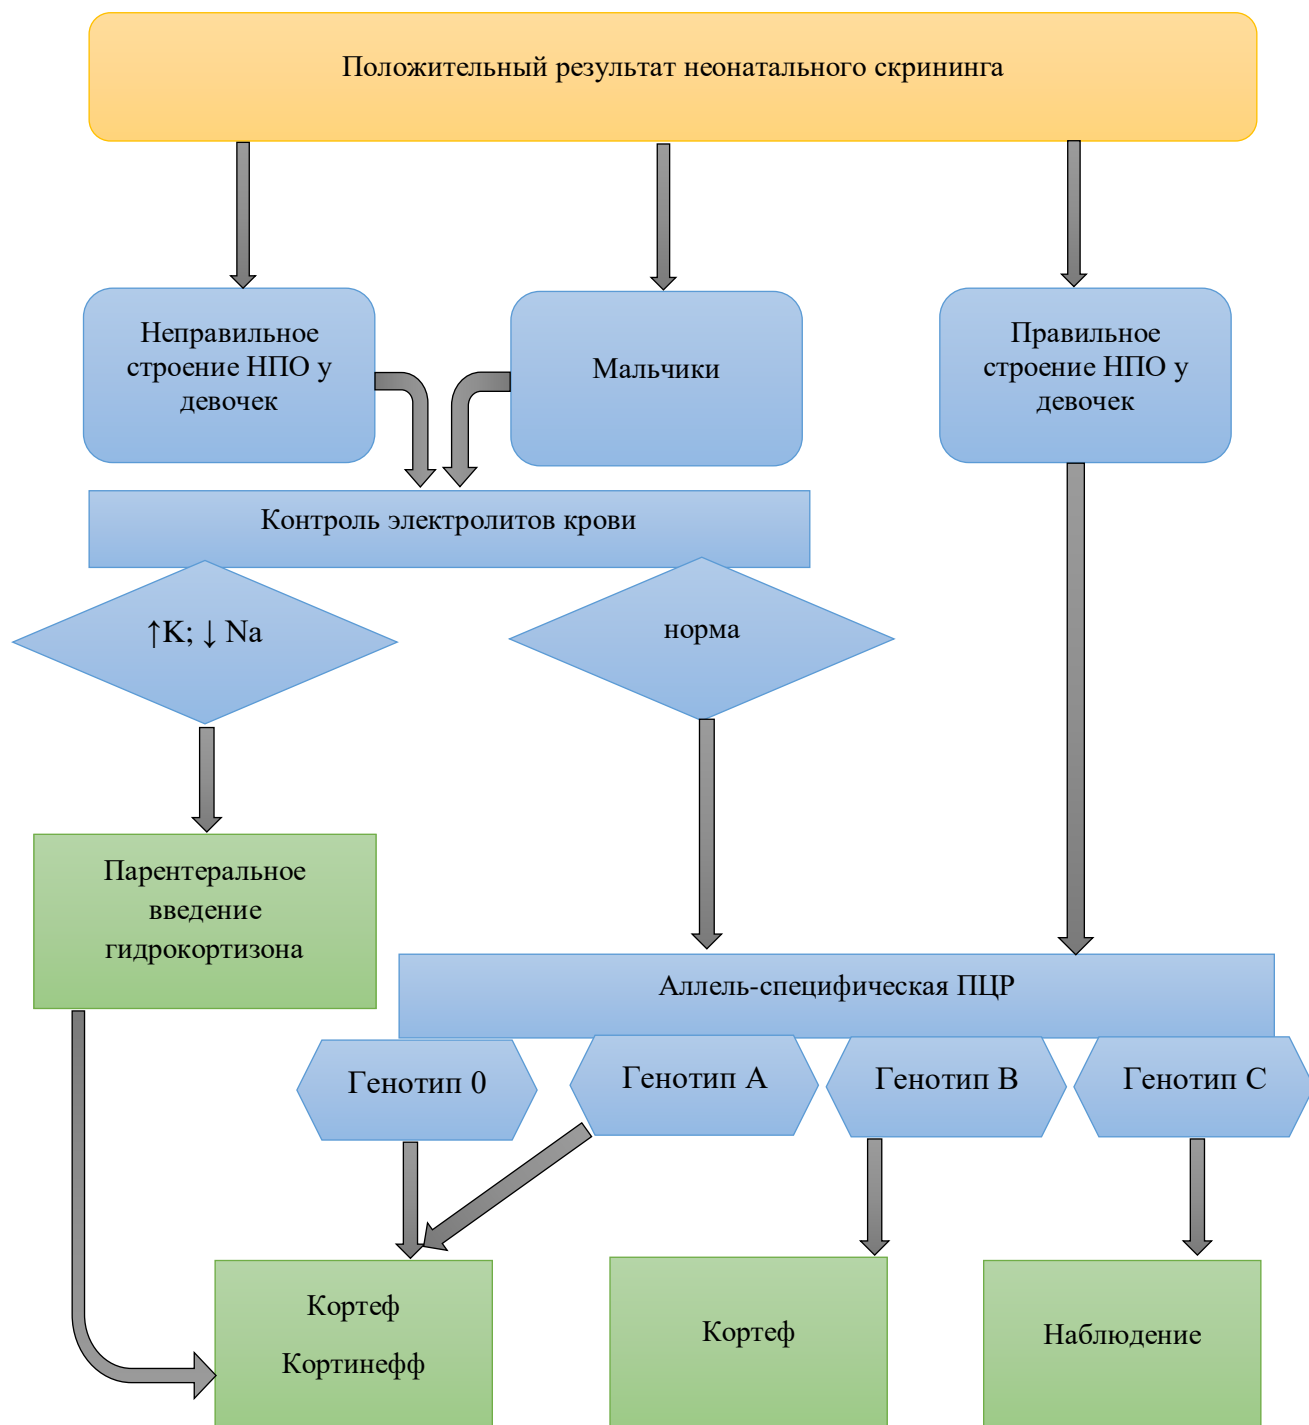 Положительный результат неонатального скрининга
Неправильное
строение НПО у
девочек
Мальчики
Правильное
строение НПО у
девочек
Контроль электролитов крови
↑K; ↓ Na
норма
Парентеральное
введение
гидрокортизона
Аллель-специфическая ПЦР
Генотип 0
Генотип А
Генотип В
Генотип С
Кортеф
Кортинефф
Кортеф
Наблюдение